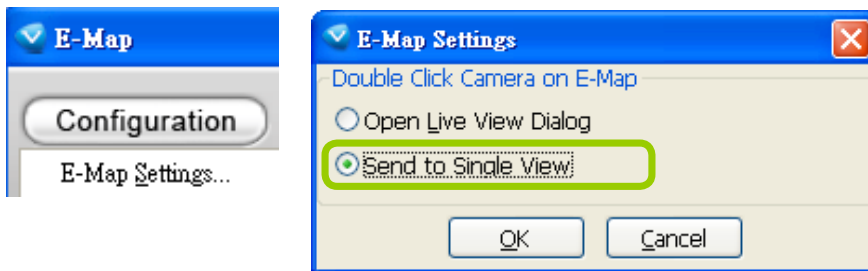 E-Map
Configuration
E-Map Settings...
E-Map Settings
Double Click Camera on E-Map
Open Live View Dialog
Send to Single View
OK
Cancel